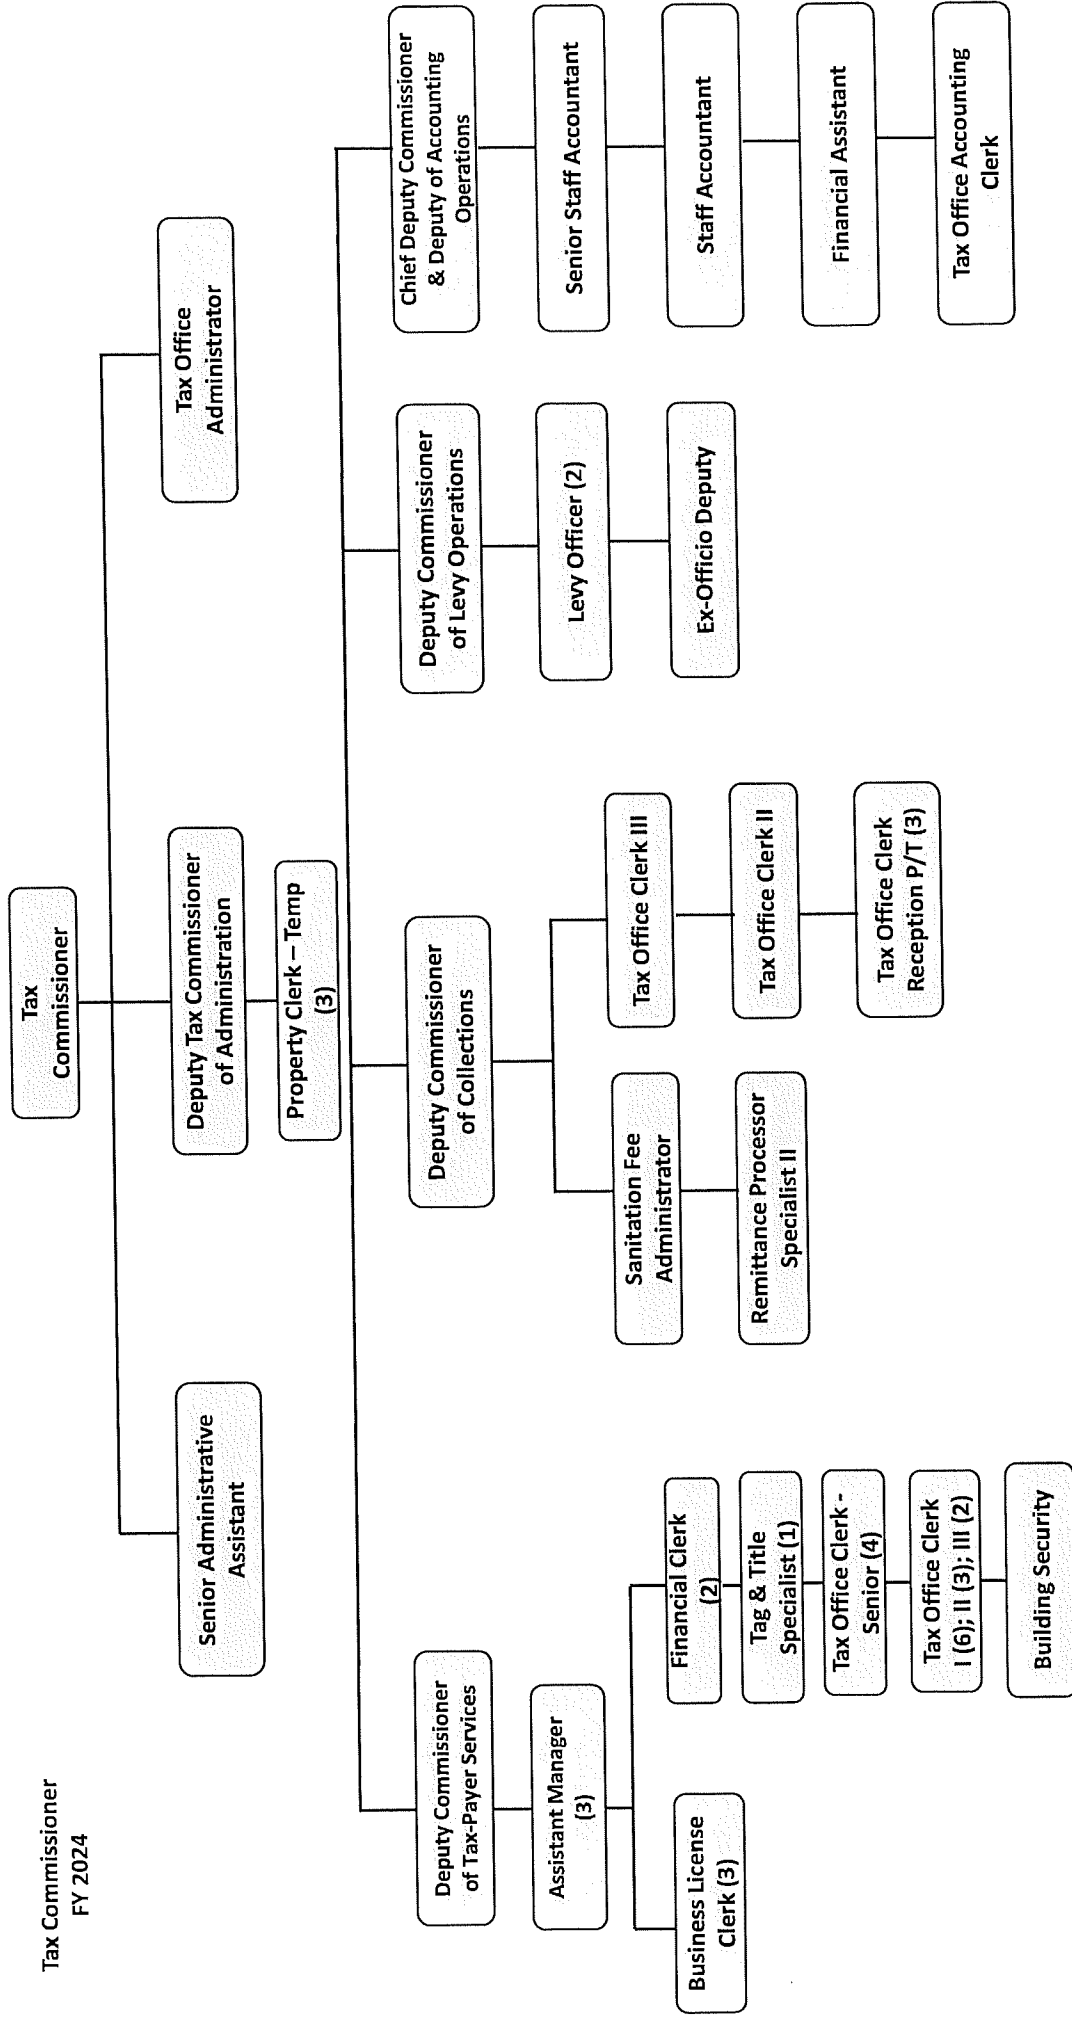 Tax Commissioner
FY 2024
Tax
Commissioner
Senior Administrative
Assistant
Deputy Tax Commissioner
of Administration
Tax Office
Administrator
Property Clerk – Temp
(3)
Deputy Commissioner
of Tax-Payer Services
Assistant Manager
(3)
Business License
Clerk (3)
Financial Clerk
(2)
Tag & Title
Specialist (1)
Tax Office Clerk -
Senior (4)
Tax Office Clerk
I (6); II (3); III (2)
Building Security
Deputy Commissioner
of Collections
Sanitation Fee
Administrator
Remittance Processor
Specialist II
Tax Office Clerk III
Tax Office Clerk II
Tax Office Clerk
Reception P/T (3)
Deputy Commissioner
of Levy Operations
Levy Officer (2)
Ex-Officio Deputy
Chief Deputy Commissioner
& Deputy of Accounting
Operations
Senior Staff Accountant
Staff Accountant
Financial Assistant
Tax Office Accounting
Clerk